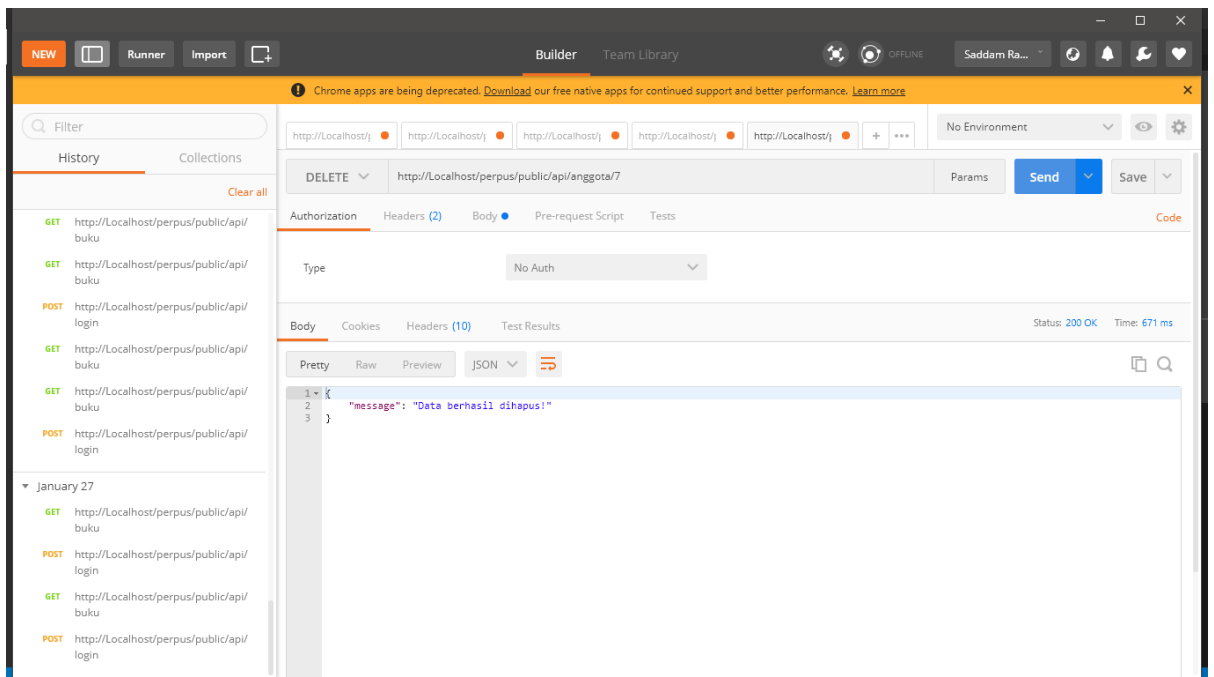 NEW Runner Import Builder Team Library OFFLINE Saddam Ra...
! Chrome apps are being deprecated. Download our free native apps for continued support and better performance. Learn more
Filter
History Collections
Clear all
GET http://Localhost/perpus/public/api/
buku
GET http://Localhost/perpus/public/api/
buku
POST http://Localhost/perpus/public/api/
login
GET http://Localhost/perpus/public/api/
buku
GET http://Localhost/perpus/public/api/
buku
POST http://Localhost/perpus/public/api/
login
January 27
GET http://Localhost/perpus/public/api/
buku
POST http://Localhost/perpus/public/api/
login
GET http://Localhost/perpus/public/api/
buku
POST http://Localhost/perpus/public/api/
login
http://Localhost/p http://Localhost/p http://Localhost/p http://Localhost/p http://Localhost/p + ••• No Environment
DELETE http://Localhost/perpus/public/api/anggota/7 Params Send Save
Authorization Headers (2) Body Pre-request Script Tests Code
Type No Auth
Body Cookies Headers (10) Test Results Status: 200 OK Time: 671 ms
Pretty Raw Preview JSON
1 {
2 "message": "Data berhasil dihapus!"
3 }